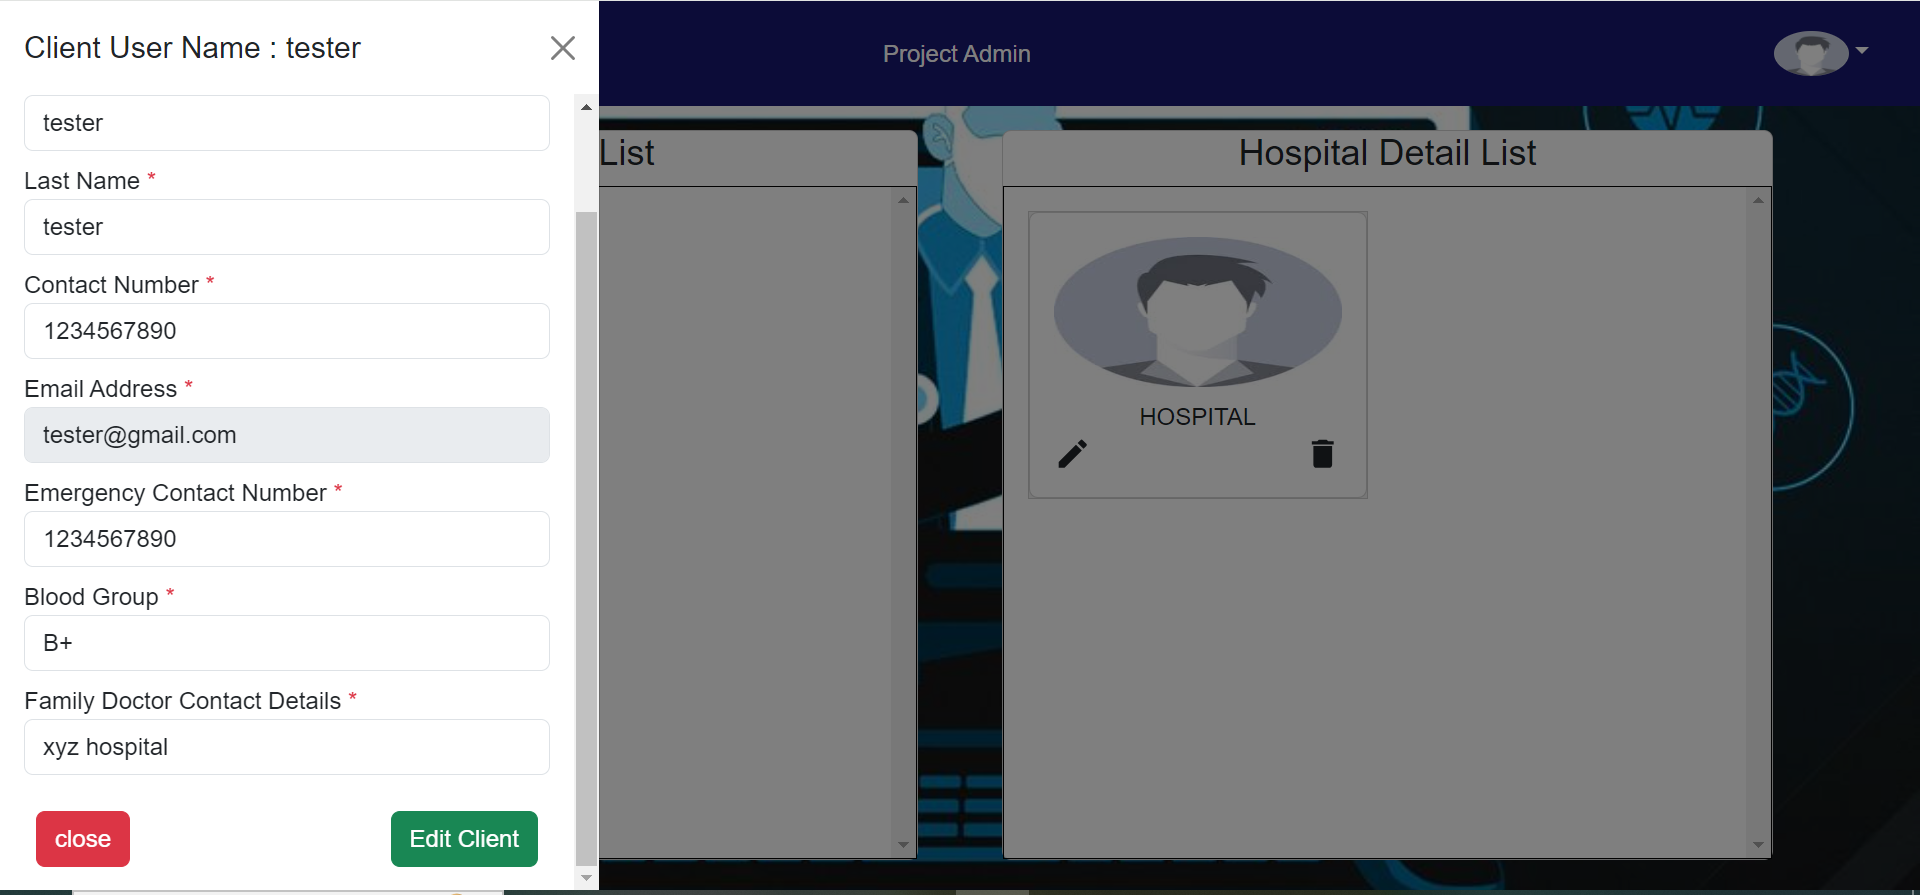 Client User Name : tester
tester
Last Name *
tester
Contact Number *
1234567890
Email Address *
tester@gmail.com
Emergency Contact Number *
1234567890
Blood Group *
B+
Family Doctor Contact Details *
xyz hospital
close
Edit Client
Project Admin
List
Hospital Detail List
HOSPITAL